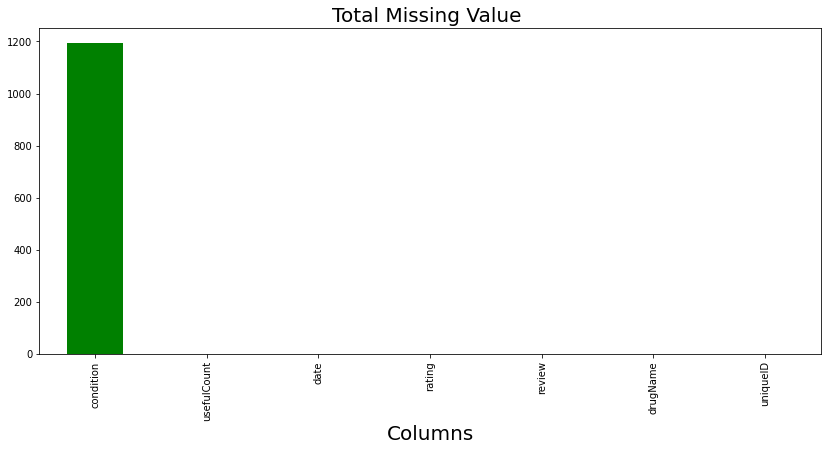 Total Missing Value
1200
1000
800
600
400
200
0
condition
usefulCount
date
rating
review
drugName
uniqueID
Columns